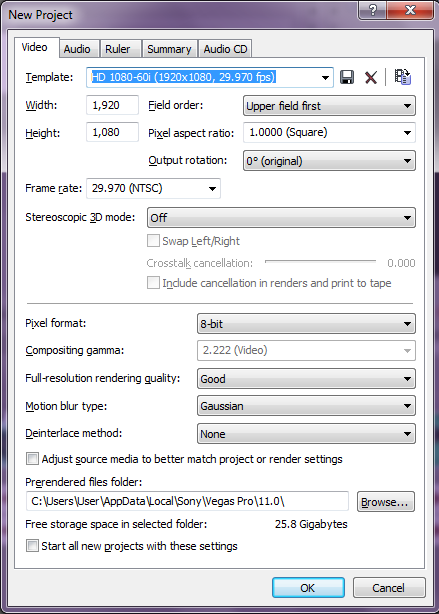 New Project
Video Audio Ruler Summary Audio CD
Template: HD 1080-60i (1920x1080, 29.970 fps)
Width: 1,920 Field order: Upper field first
Height: 1,080 Pixel aspect ratio: 1.0000 (Square)
Output rotation: 0° (original)
Frame rate: 29.970 (NTSC)
Stereoscopic 3D mode: Off
Swap Left/Right
Crosstalk cancellation: 0.000
Include cancellation in renders and print to tape
Pixel format: 8-bit
Compositing gamma: 2.222 (Video)
Full-resolution rendering quality: Good
Motion blur type: Gaussian
Deinterlace method: None
Adjust source media to better match project or render settings
Prerendered files folder:
C:\Users\User\AppData\Local\Sony\Vegas Pro\11.0\ Browse...
Free storage space in selected folder: 25.8 Gigabytes
Start all new projects with these settings
OK Cancel